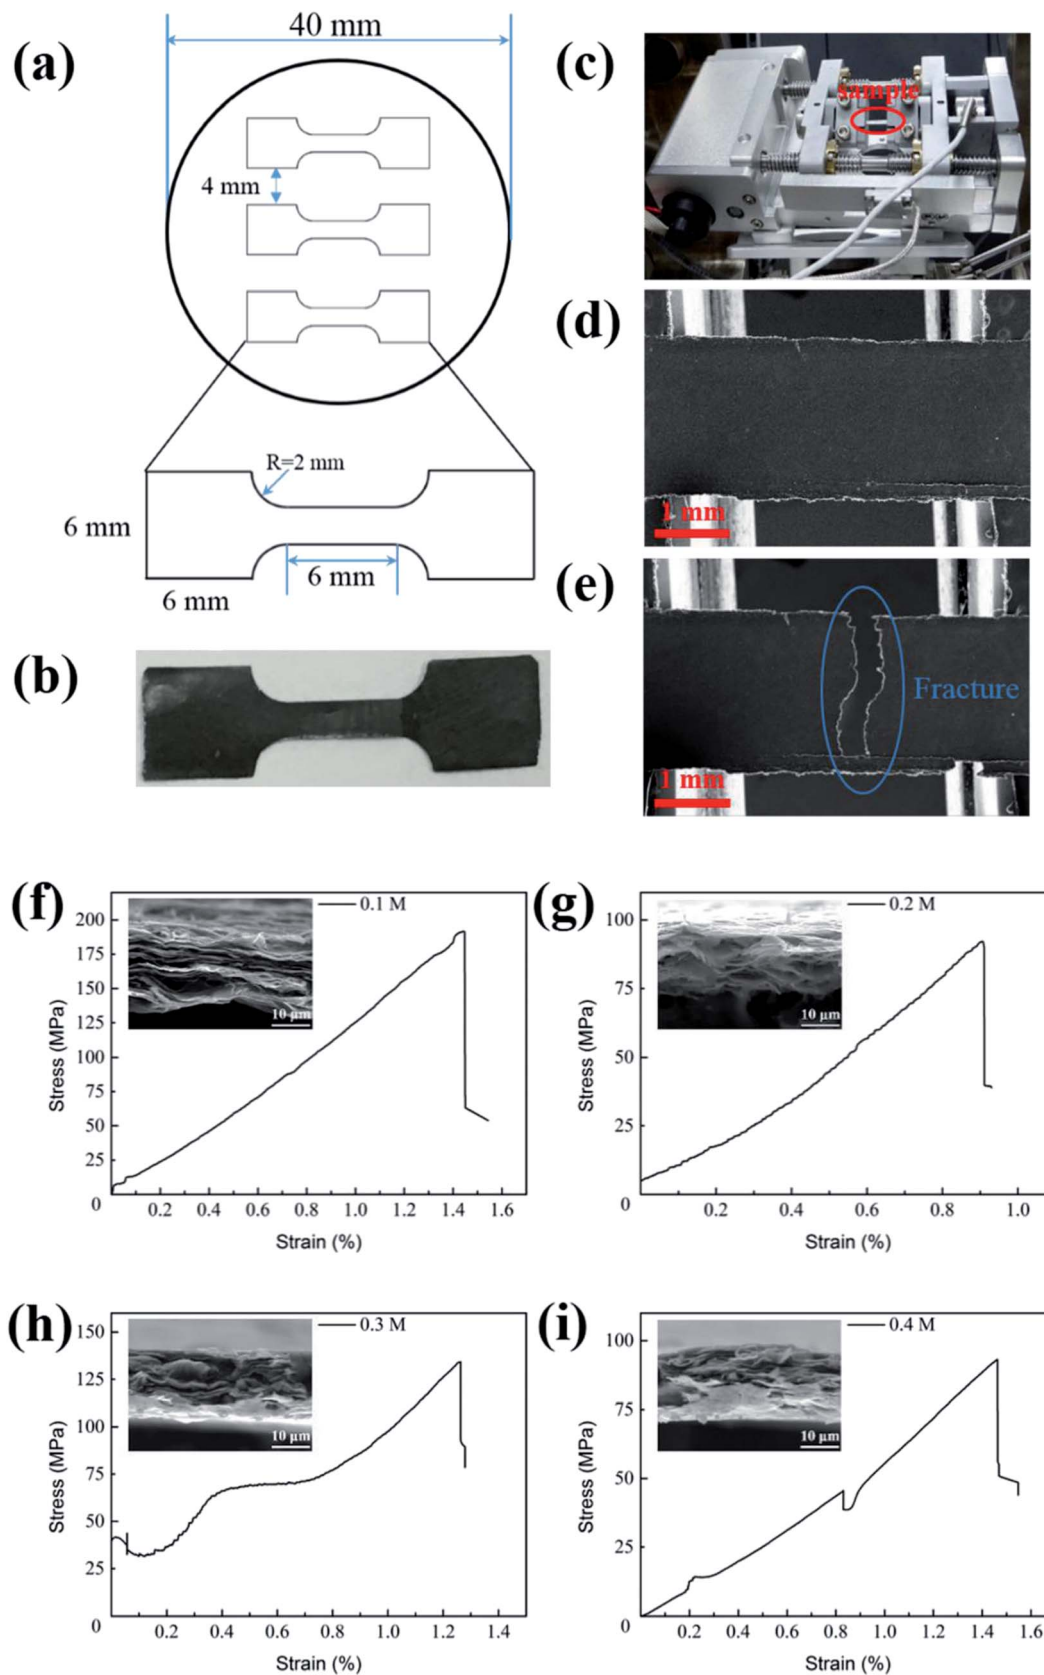 (a)
40 mm
4 mm
R=2 mm
6 mm
6 mm
6 mm
(b)
(c)
sample
(d)
1 mm
(e)
Fracture
1 mm
(f)
0.1 M
10 μm
Stress (MPa)
200
175
150
125
100
75
50
25
0
0.2 0.4 0.6 0.8 1.0 1.2 1.4 1.6
Strain (%)
(g)
0.2 M
10 μm
Stress (MPa)
100
75
50
25
0
0.2 0.4 0.6 0.8 1.0
Strain (%)
(h)
0.3 M
10 μm
Stress (MPa)
150
125
100
75
50
25
0
0.2 0.4 0.6 0.8 1.0 1.2 1.4
Strain (%)
(i)
0.4 M
10 μm
Stress (MPa)
100
75
50
25
0
0.2 0.4 0.6 0.8 1.0 1.2 1.4 1.6
Strain (%)